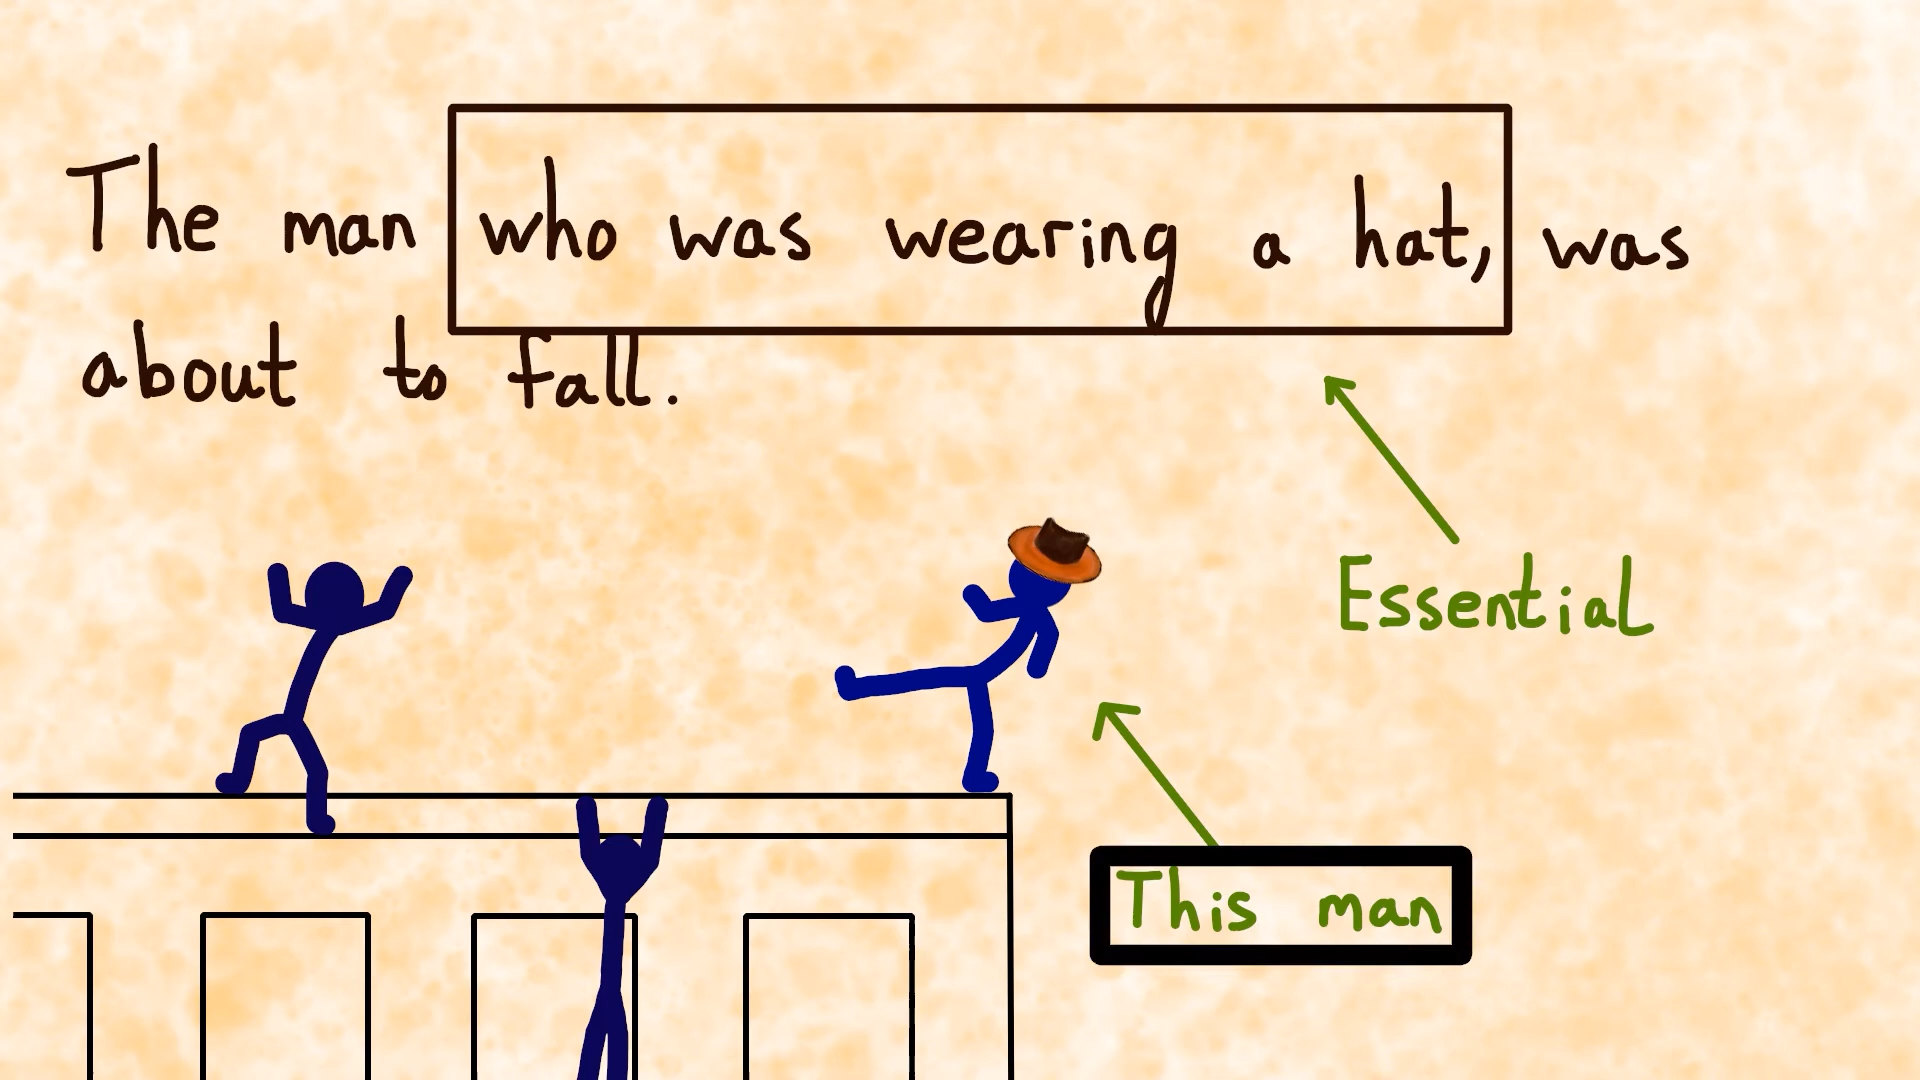 The man who was wearing a hat, was
about to fall.
Essential
This man